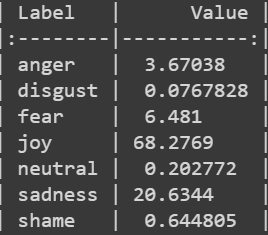 | Label   |      Value |
|:--------|-----------:|
| anger   |  3.67038   |
| disgust |  0.0767828 |
| fear    |  6.481     |
| joy     | 68.2769    |
| neutral |  0.202772  |
| sadness | 20.6344    |
| shame   |  0.644805  |